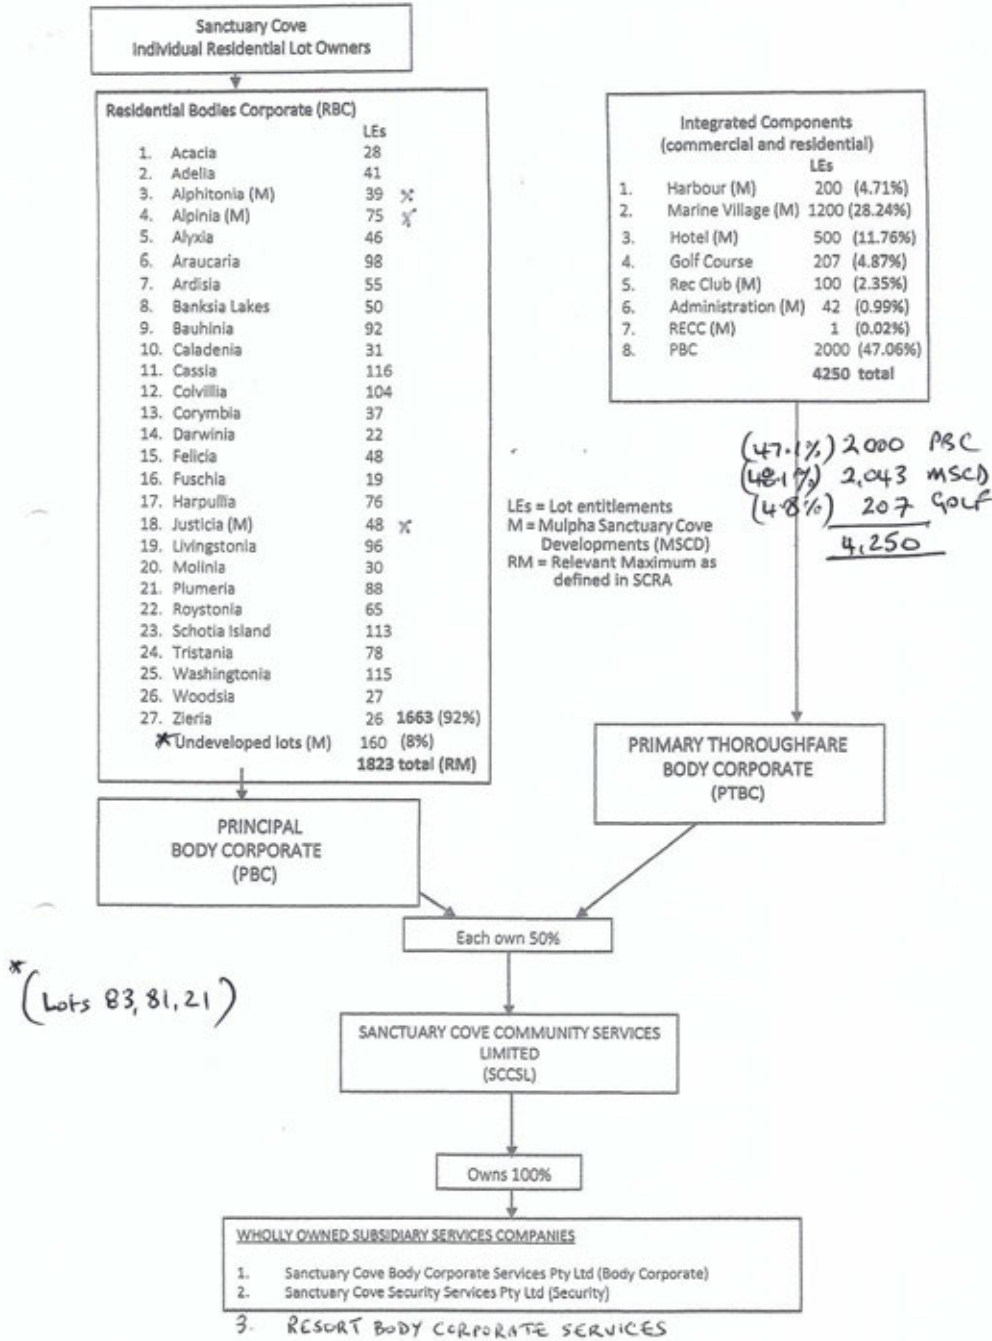 Sanctuary Cove
Individual Residential Lot Owners
Residential Bodies Corporate (RBC)
LEs
1. Acacia 28
2. Adelia 41
3. Alphitonia (M) 39 x
4. Alpinia (M) 75 x
5. Alyxia 46
6. Araucaria 98
7. Ardisia 55
8. Banksia Lakes 50
9. Bauhinia 92
10. Caladenia 31
11. Cassia 116
12. Colvillia 104
13. Corymbia 37
14. Darwinia 22
15. Felicia 48
16. Fuschia 19
17. Harpullia 76
18. Justicia (M) 48 x
19. Livingstonia 96
20. Molinia 30
21. Plumeria 88
22. Roystonia 65
23. Schotia Island 113
24. Tristania 78
25. Washingtonia 115
26. Woodsia 27
27. Zieria 26 1663 (92%)
* Undeveloped lots (M) 160 (8%)
1823 total (RM)
Integrated Components
(commercial and residential)
LEs
1. Harbour (M) 200 (4.71%)
2. Marine Village (M) 1200 (28.24%)
3. Hotel (M) 500 (11.76%)
4. Golf Course 207 (4.87%)
5. Rec Club (M) 100 (2.35%)
6. Administration (M) 42 (0.99%)
7. RECC (M) 1 (0.02%)
8. PBC 2000 (47.06%)
4250 total
(47.1%) 2000 PBC
(48.1%) 2,043 MSCD
(4.8%) 207 GOLF
4,250
LEs = Lot entitlements
M = Mulpha Sanctuary Cove
Developments (MSCD)
RM = Relevant Maximum as
defined in SCRA
PRIMARY THOROUGHFARE
BODY CORPORATE
(PTBC)
PRINCIPAL
BODY CORPORATE
(PBC)
Each own 50%
* (Lots 83, 81, 21)
SANCTUARY COVE COMMUNITY SERVICES
LIMITED
(SCCSL)
Owns 100%
WHOLLY OWNED SUBSIDIARY SERVICES COMPANIES
1. Sanctuary Cove Body Corporate Services Pty Ltd (Body Corporate)
2. Sanctuary Cove Security Services Pty Ltd (Security)
3. RESORT BODY CORPORATE SERVICES